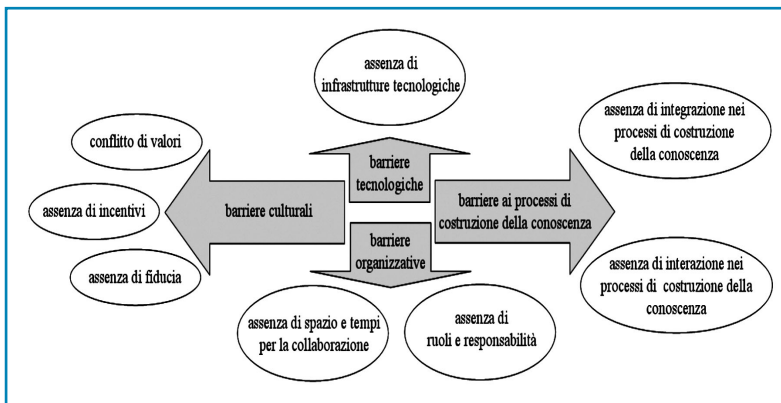 assenza di
infrastrutture tecnologiche
assenza di integrazione nei
processi di costruzione
della conoscenza
conflitto di valori
barriere
tecnologiche
assenza di incentivi
barriere culturali
barriere ai processi di
costruzione della conoscenza
barriere
organizzative
assenza di fiducia
assenza di interazione nei
processi di costruzione della
conoscenza
assenza di spazio e tempi
per la collaborazione
assenza di
ruoli e responsabilità